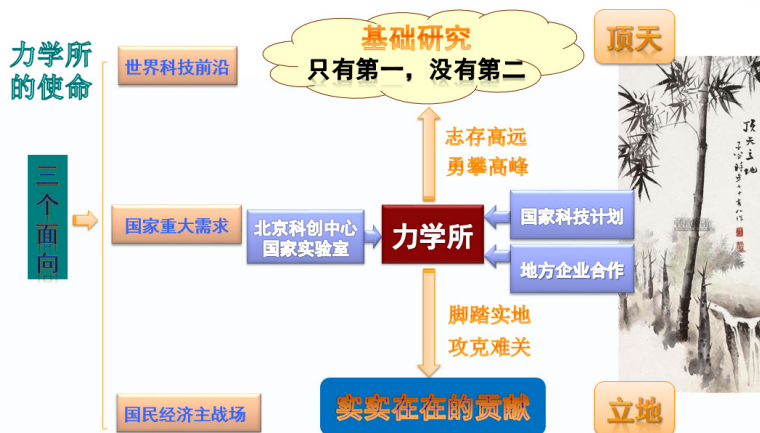 力学所
的使命
三个面向
世界科技前沿
国家重大需求
国民经济主战场
基础研究
只有第一，没有第二
顶天
志存高远
勇攀高峰
北京科创中心
国家实验室
力学所
国家科技计划
地方企业合作
脚踏实地
攻克难关
实实在在的贡献
立地
顶天立地